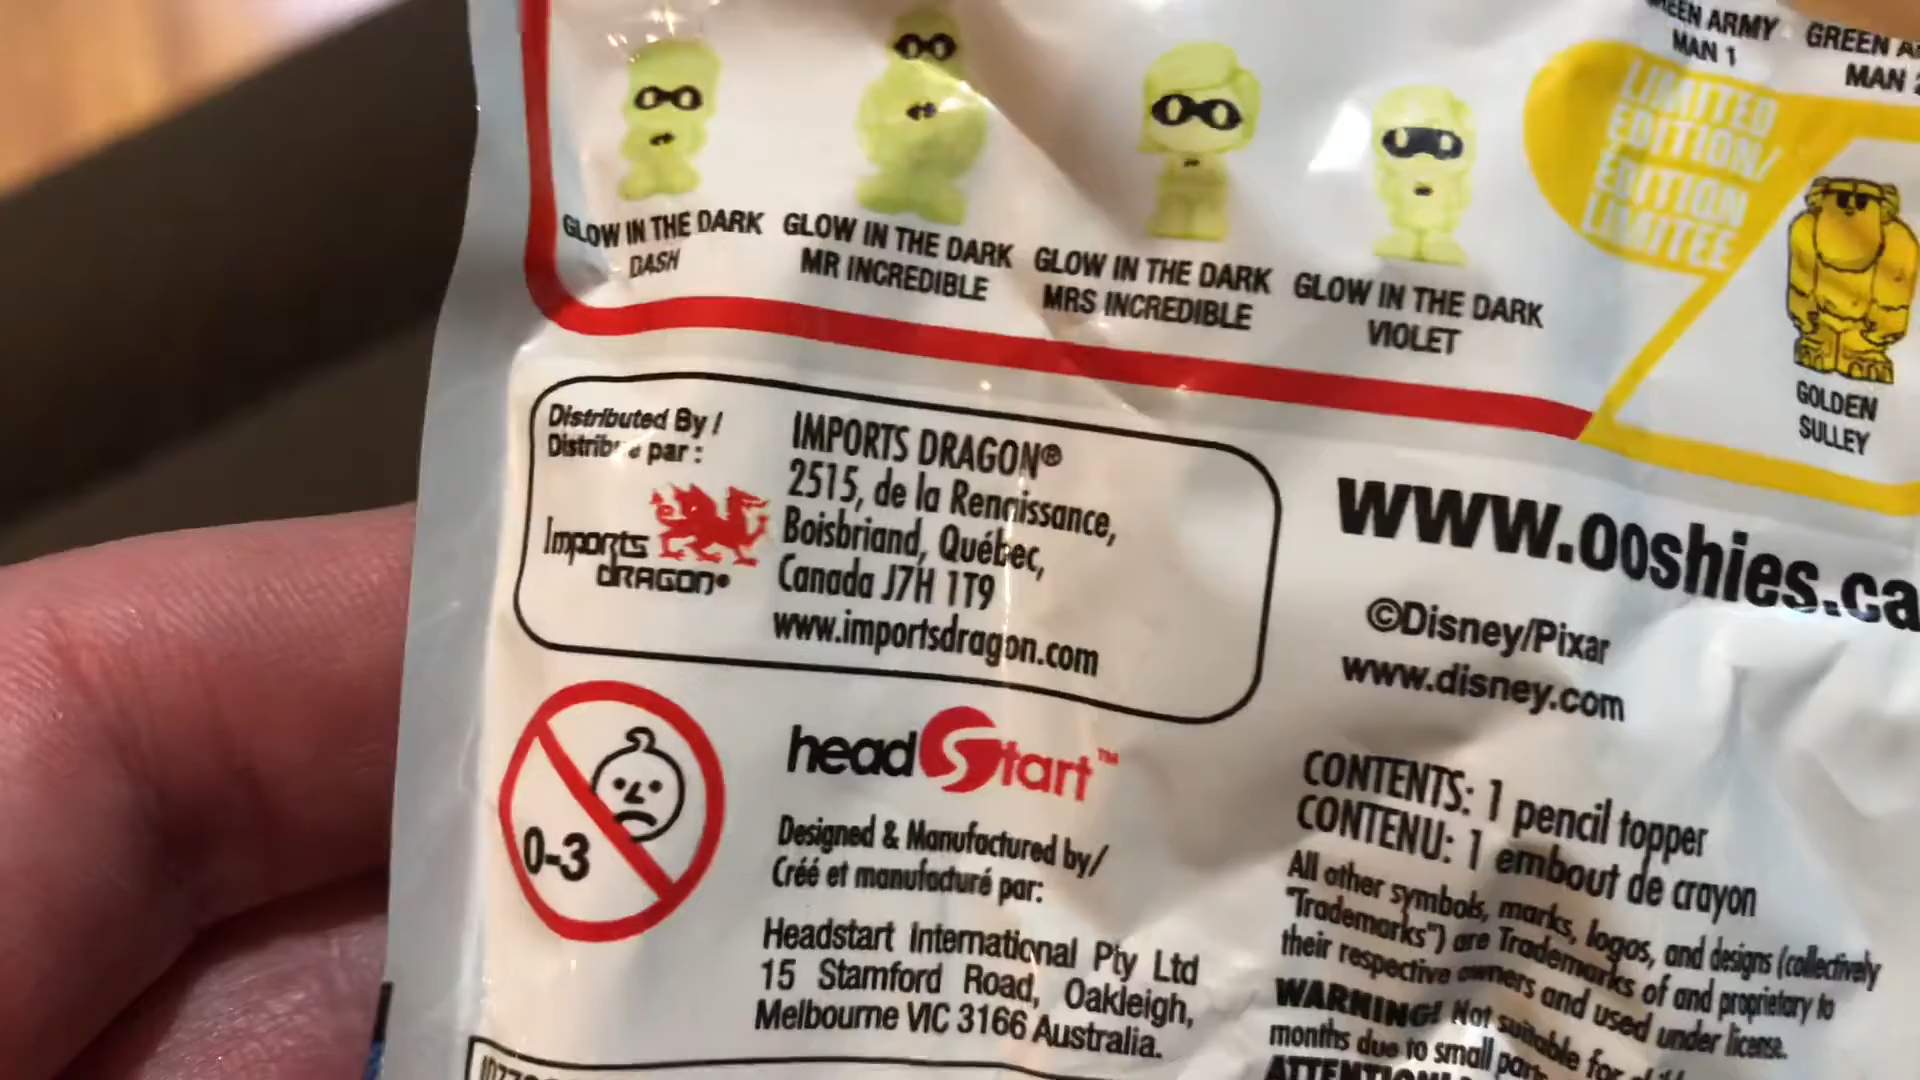 GREEN ARMY
MAN 1
GREEN
MAN
LIMITED
EDITION/
ÉDITION
LIMITÉE
GLOW IN THE DARK
DASH
GLOW IN THE DARK
MR INCREDIBLE
GLOW IN THE DARK
MRS INCREDIBLE
GLOW IN THE DARK
VIOLET
GOLDEN
SULLEY
Distributed By /
par :
Imports
DRAGON®
IMPORTS DRAGON®
2515, de la Renaissance,
Boisbriand, Québec,
Canada J7H 1T9
www.importsdragon.com
www.ooshies.ca
©Disney/Pixar
www.disney.com
0-3
headstart™
Designed & Manufactured by/
Créé et manufacturé par:
Headstart International Pty Ltd
15 Stamford Road, Oakleigh,
Melbourne VIC 3166 Australia.
CONTENTS: 1 pencil topper
CONTENU: 1 embout de crayon
All other symbols, marks, logos, and designs (collectively
"Trademarks") are Trademarks of and proprietary to
their respective owners and used under license.
WARNING! Not suitable for
months due to small